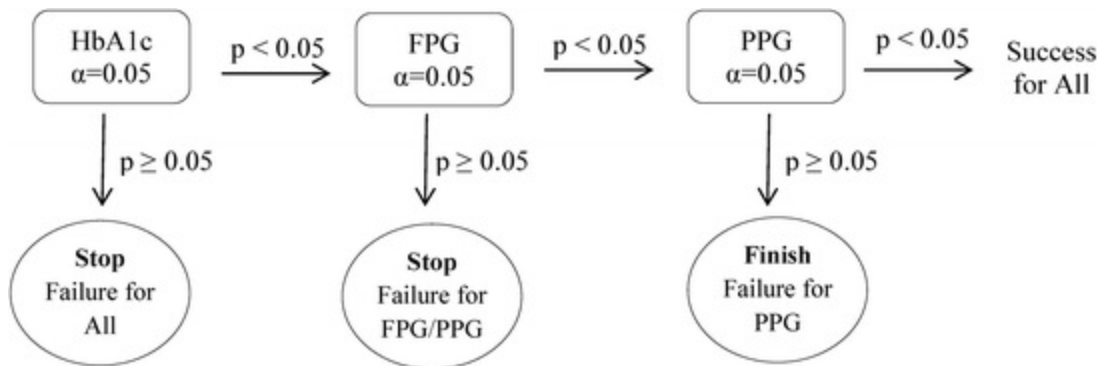 HbA1c
α=0.05
p < 0.05
FPG
α=0.05
p < 0.05
PPG
α=0.05
p < 0.05
Success
for All
p ≥ 0.05
p ≥ 0.05
p ≥ 0.05
Stop
Failure for
All
Stop
Failure for
FPG/PPG
Finish
Failure for
PPG